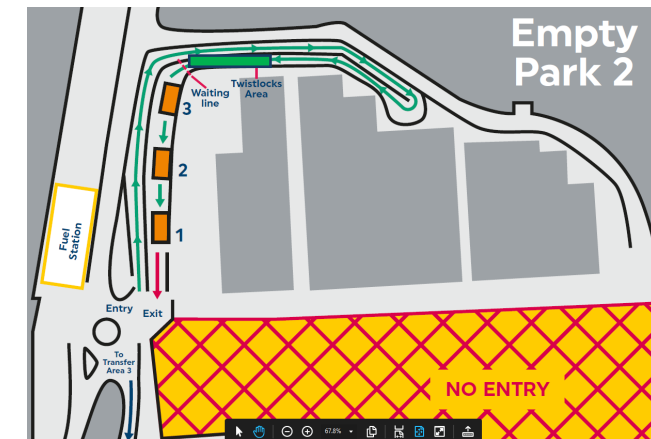 Empty
Park 2
Waiting
line
Twistlocks
Area
3
2
1
Fuel
Station
Entry
Exit
To
Transfer
Area 3
NO ENTRY
67.8%